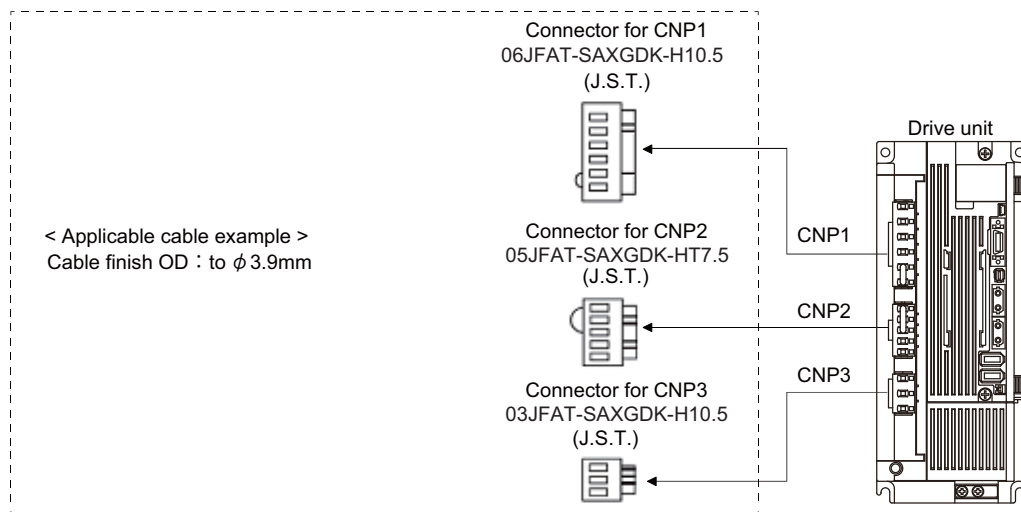 Connector for CNP1
06JFAT-SAXGDK-H10.5
(J.S.T.)
Drive unit
< Applicable cable example >
Cable finish OD：to φ3.9mm
Connector for CNP2
05JFAT-SAXGDK-HT7.5
(J.S.T.)
CNP1
CNP2
CNP3
Connector for CNP3
03JFAT-SAXGDK-H10.5
(J.S.T.)